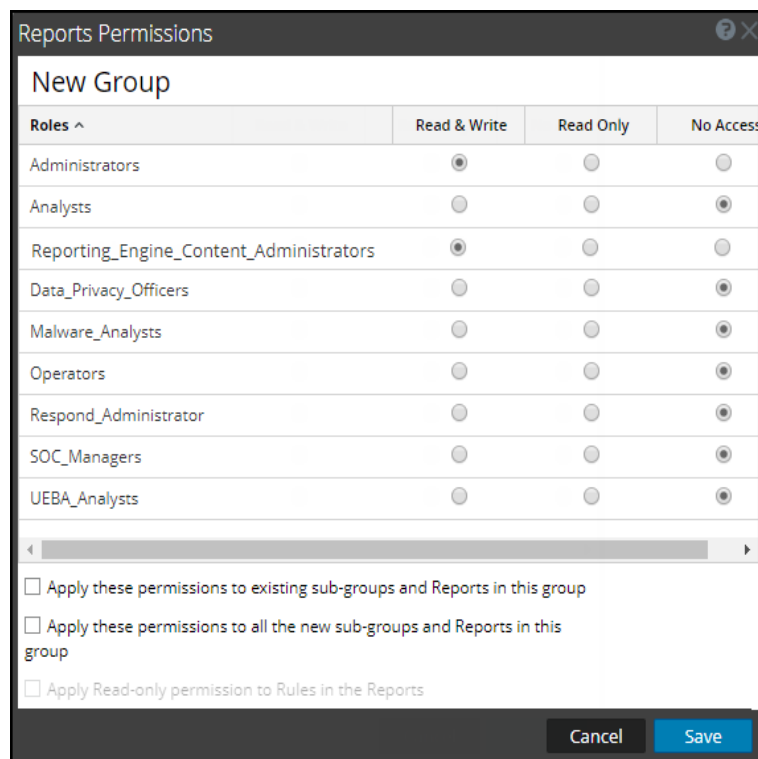 Reports Permissions
New Group
Roles Read & Write Read Only No Access
Administrators
Analysts
Reporting_Engine_Content_Administrators
Data_Privacy_Officers
Malware_Analysts
Operators
Respond_Administrator
SOC_Managers
UEBA_Analysts
Apply these permissions to existing sub-groups and Reports in this group
Apply these permissions to all the new sub-groups and Reports in this
group
Apply Read-only permission to Rules in the Reports
Cancel Save